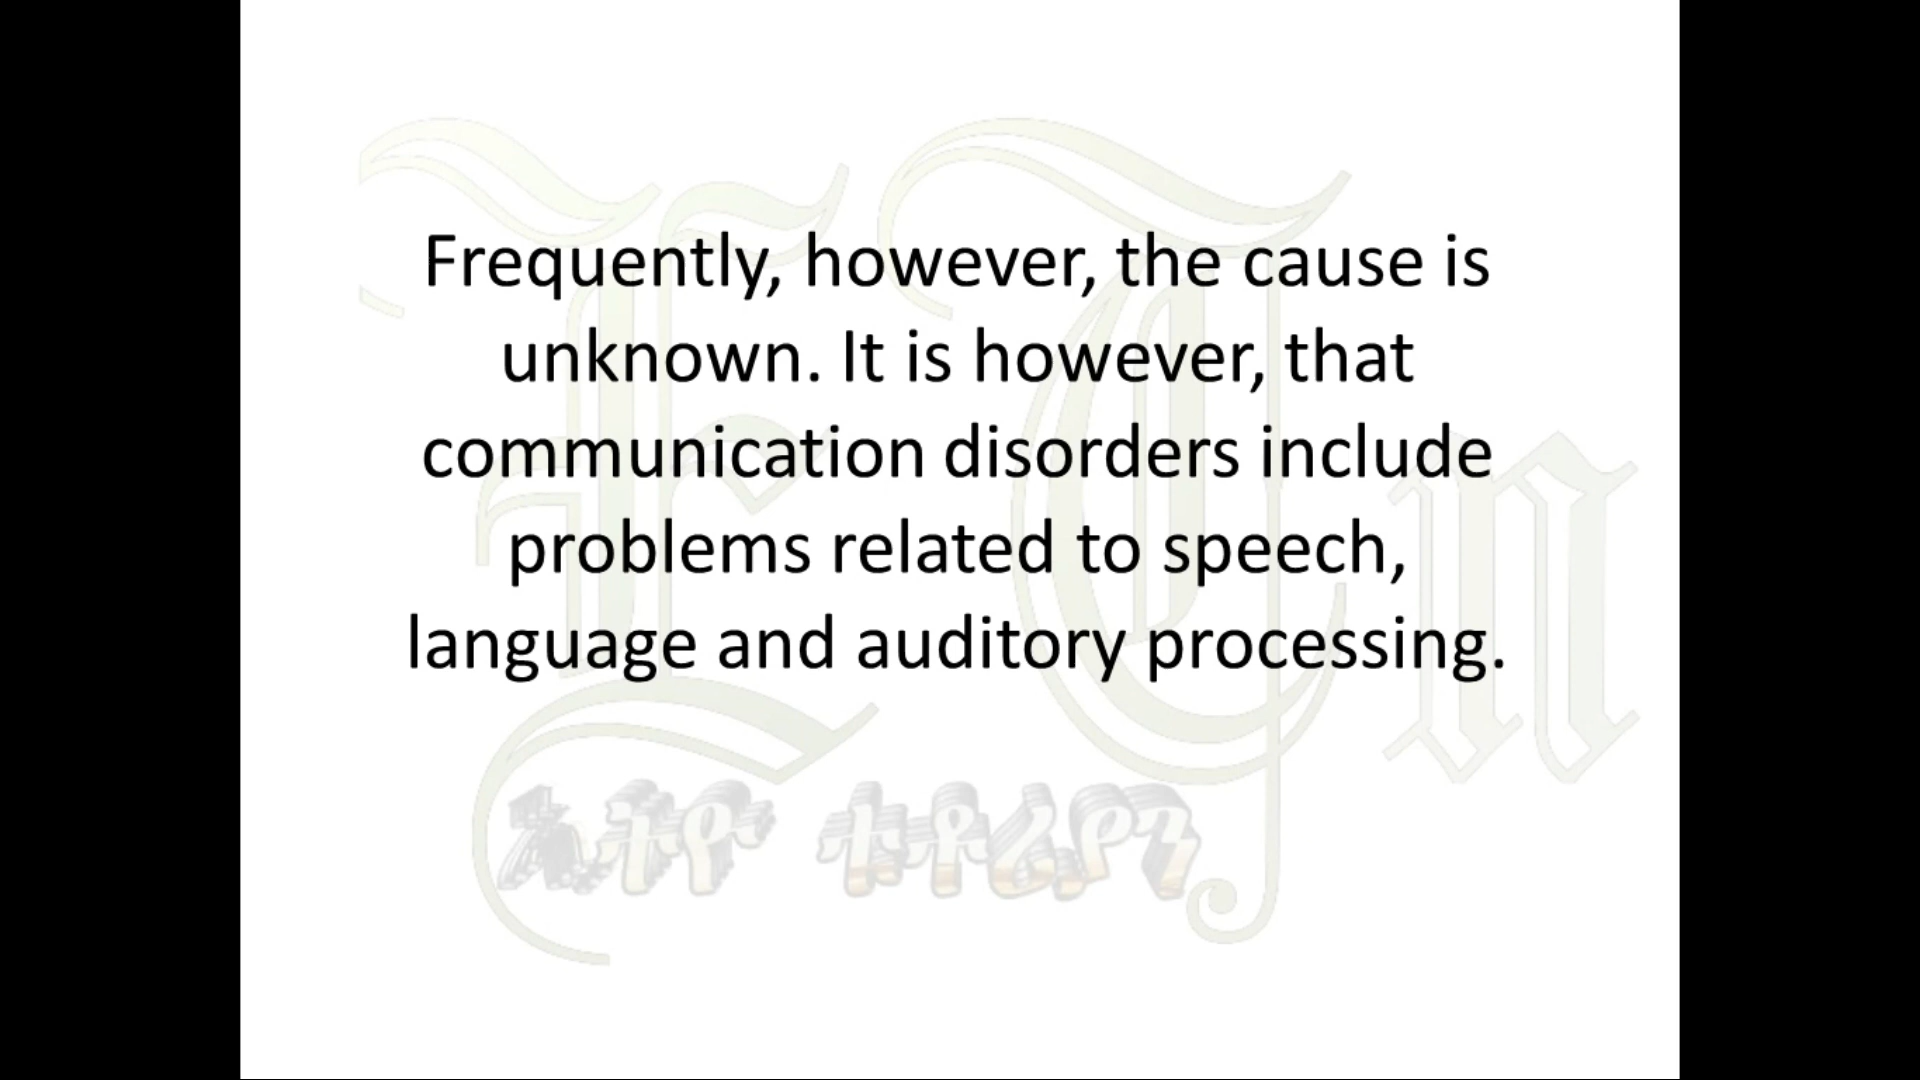 Frequently, however, the cause is
unknown. It is however, that
communication disorders include
problems related to speech,
language and auditory processing.